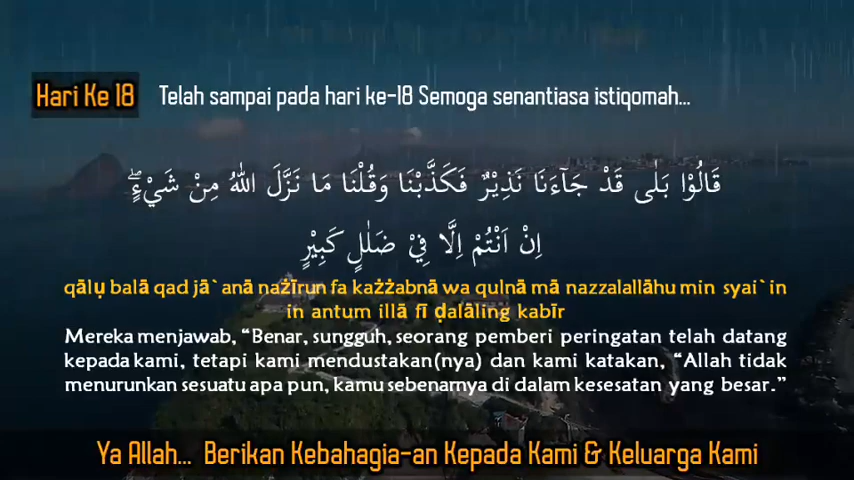 Hari Ke 18
Telah sampai pada hari ke-18 Semoga senantiasa istiqomah...
قَالُوْا بَلٰى قَدْ جَاۤءَنَا نَذِيْرٌ فَكَذَّبْنَا وَقُلْنَا مَا نَزَّلَ اللّٰهُ مِنْ شَيْءٍۖ
اِنْ اَنْتُمْ اِلَّا فِيْ ضَلٰلٍ كَبِيْرٍ
qālụ balā qad jā`anā nażīrun fa każżabnā wa qulnā mā nazzalallāhu min syai`in
in antum illā fī ḍalāling kabīr
Mereka menjawab, “Benar, sungguh, seorang pemberi peringatan telah datang
kepada kami, tetapi kami mendustakan(nya) dan kami katakan, “Allah tidak
menurunkan sesuatu apa pun, kamu sebenarnya di dalam kesesatan yang besar.”
Ya Allah... Berikan Kebahagia-an Kepada Kami & Keluarga Kami